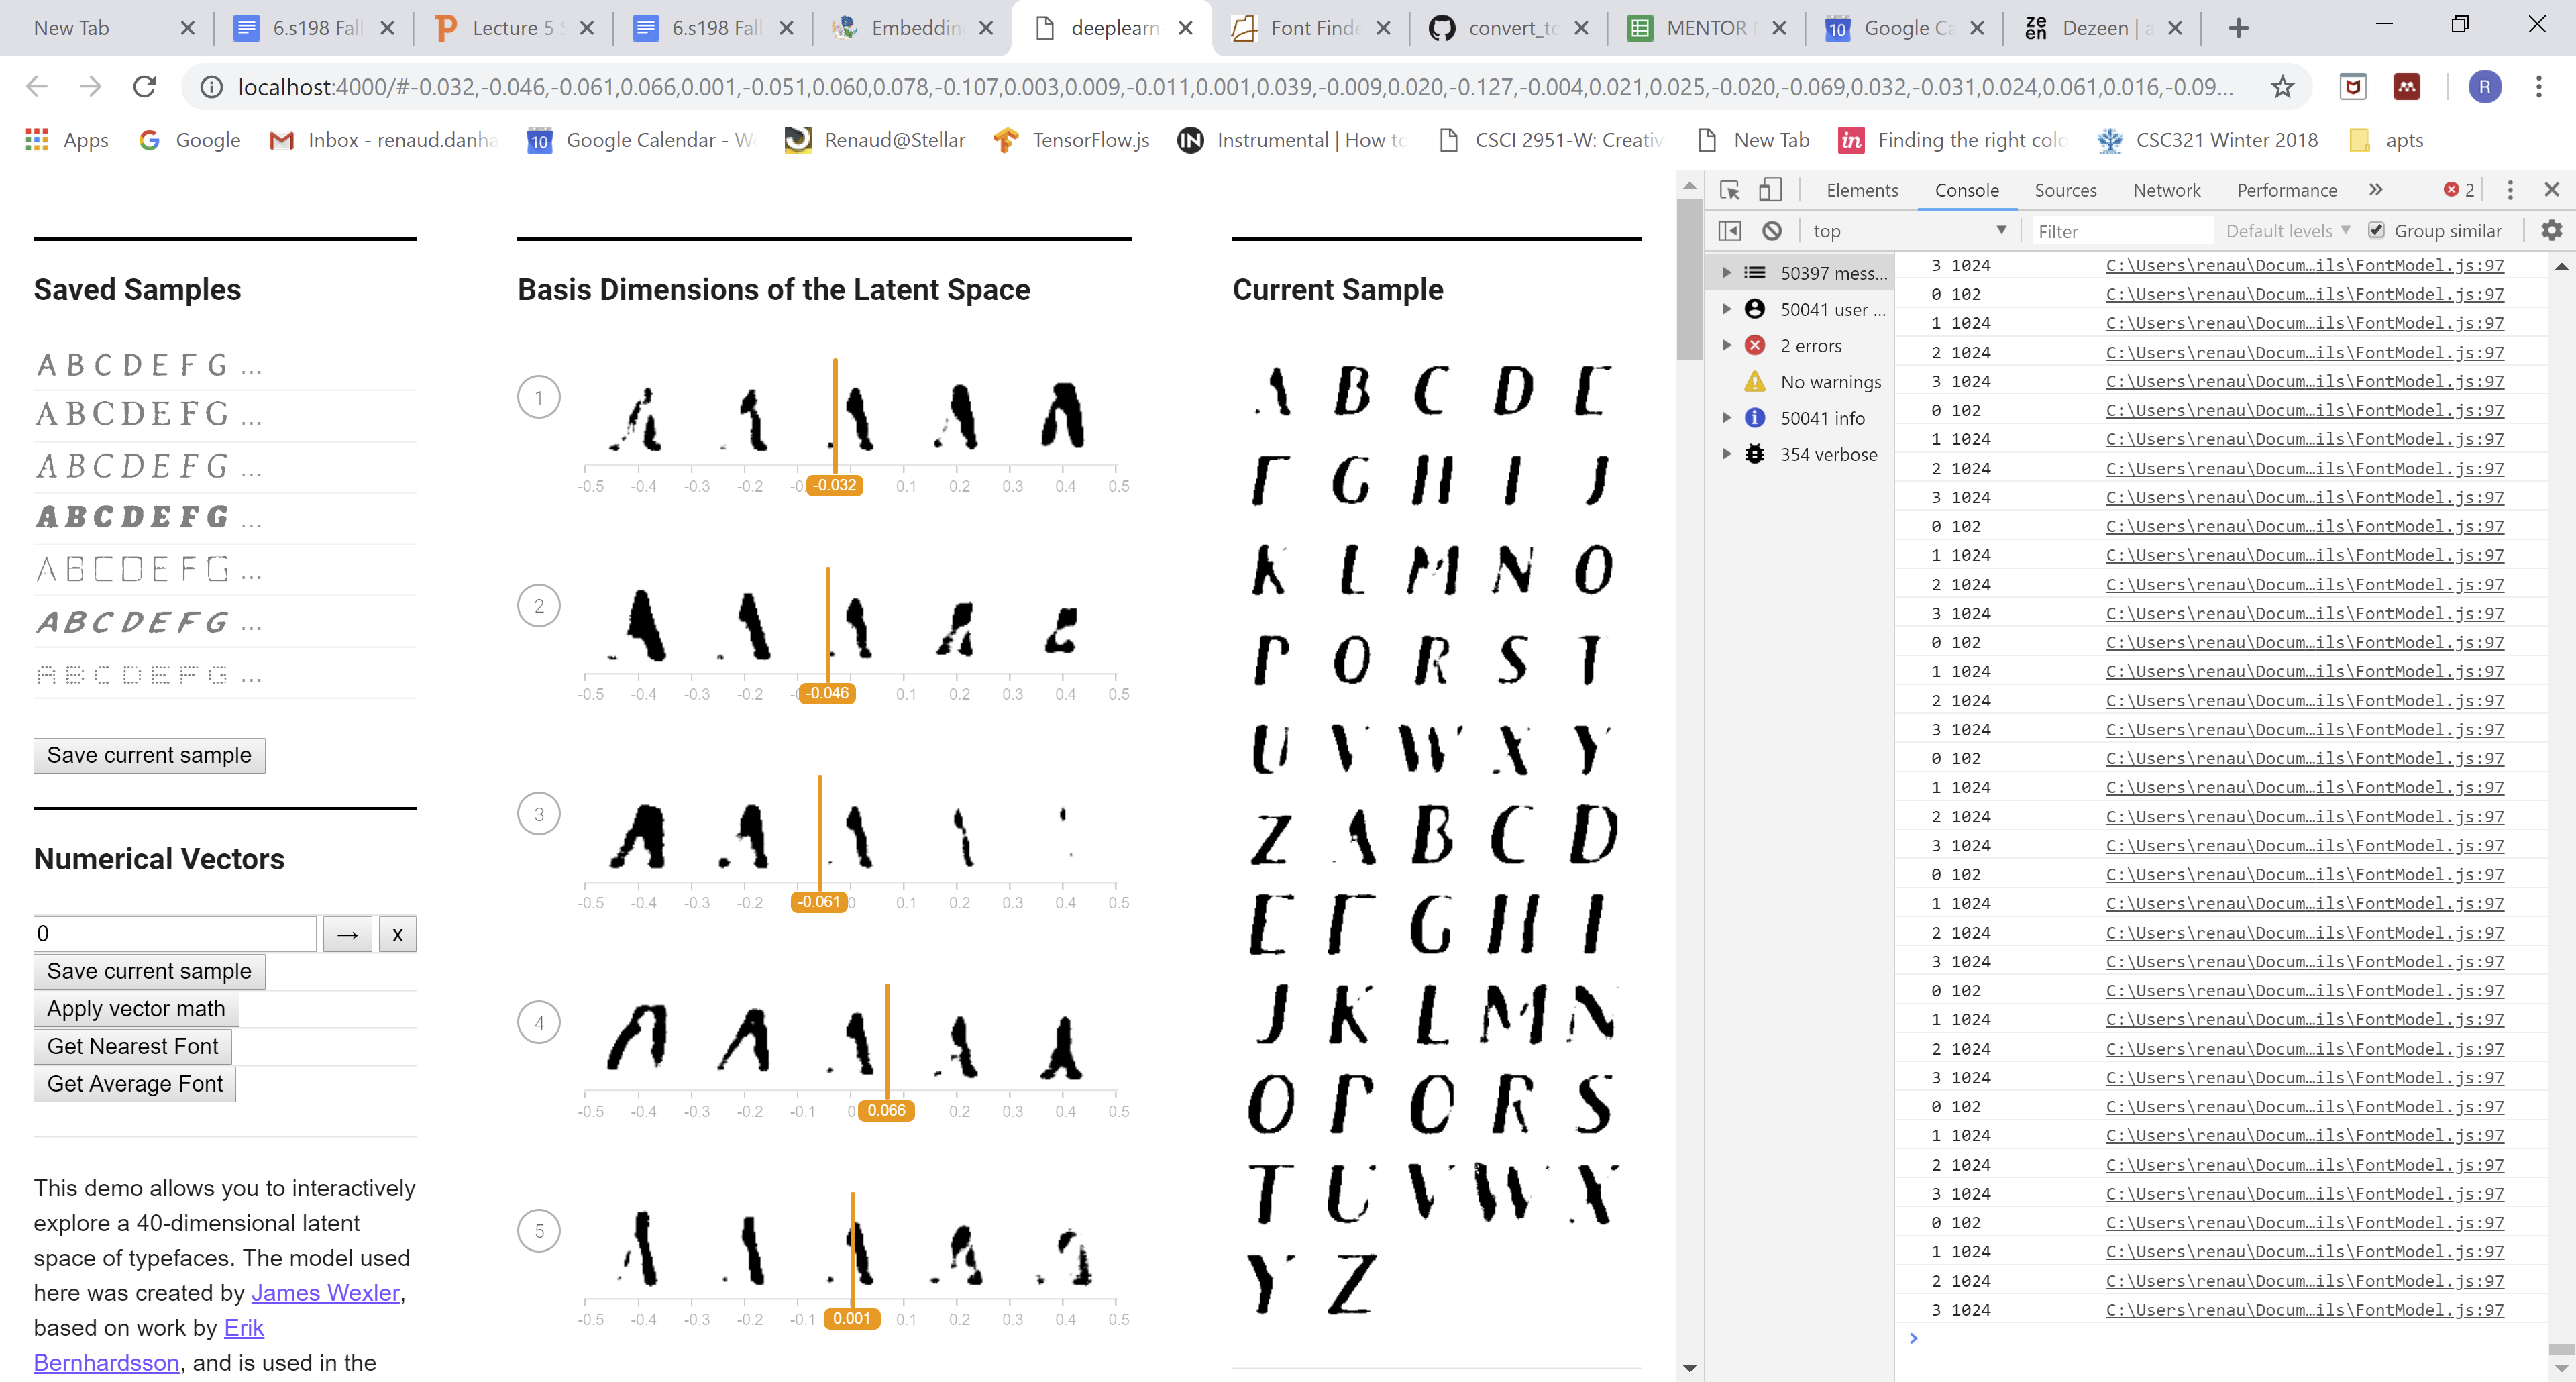 New Tab
6.s198 Fal
Lecture 5
6.s198 Fall
Embeddin
deeplearn
Font Finde
convert_to
MENTOR
Google Ca
ze
en
Dezeen | a
localhost:4000/#-0.032,-0.046,-0.061,0.066,0.001,-0.051,0.060,0.078,-0.107,0.003,0.009,-0.011,0.001,0.039,-0.009,0.020,-0.127,-0.004,0.021,0.025,-0.020,-0.069,0.032,-0.031,0.024,0.061,0.016,-0.09...
R
Apps
Google
Inbox - renaud.danha
10
Google Calendar - W
Renaud@Stellar
TensorFlow.js
IN
Instrumental | How to
CSCI 2951-W: Creativ
New Tab
in
Finding the right colo
CSC321 Winter 2018
apts
Saved Samples
A B C D E F G ...
A B C D E F G ...
A B C D E F G ...
A B C D E F G ...
A B C D E F G ...
A B C D E F G ...
A B C D E F G ...
Save current sample
Numerical Vectors
0 → x
Save current sample
Apply vector math
Get Nearest Font
Get Average Font
This demo allows you to interactively
explore a 40-dimensional latent
space of typefaces. The model used
here was created by James Wexler,
based on work by Erik
Bernhardsson, and is used in the
Basis Dimensions of the Latent Space
1
-0.5 -0.4 -0.3 -0.2 -0. -0.032 0.1 0.2 0.3 0.4 0.5
2
-0.5 -0.4 -0.3 -0.2 -0.046 0.1 0.2 0.3 0.4 0.5
3
-0.5 -0.4 -0.3 -0.2 -0.061 0 0.1 0.2 0.3 0.4 0.5
4
-0.5 -0.4 -0.3 -0.2 -0.1 0 0.066 0.2 0.3 0.4 0.5
5
-0.5 -0.4 -0.3 -0.2 -0.1 0.001 0.1 0.2 0.3 0.4 0.5
Current Sample
A B C D E
F G H I J
K L M N O
P O R S T
U V W X Y
Z A B C D
E F G H I
J K L M N
O P O R S
T U V W X
Y Z
Elements Console Sources Network Performance » 2
top Filter Default levels Group similar
50397 mess...
50041 user ...
2 errors
No warnings
50041 info
354 verbose
3 1024 C:\Users\renau\Docum…ils\FontModel.js:97
0 102 C:\Users\renau\Docum…ils\FontModel.js:97
1 1024 C:\Users\renau\Docum…ils\FontModel.js:97
2 1024 C:\Users\renau\Docum…ils\FontModel.js:97
3 1024 C:\Users\renau\Docum…ils\FontModel.js:97
0 102 C:\Users\renau\Docum…ils\FontModel.js:97
1 1024 C:\Users\renau\Docum…ils\FontModel.js:97
2 1024 C:\Users\renau\Docum…ils\FontModel.js:97
3 1024 C:\Users\renau\Docum…ils\FontModel.js:97
0 102 C:\Users\renau\Docum…ils\FontModel.js:97
1 1024 C:\Users\renau\Docum…ils\FontModel.js:97
2 1024 C:\Users\renau\Docum…ils\FontModel.js:97
3 1024 C:\Users\renau\Docum…ils\FontModel.js:97
0 102 C:\Users\renau\Docum…ils\FontModel.js:97
1 1024 C:\Users\renau\Docum…ils\FontModel.js:97
2 1024 C:\Users\renau\Docum…ils\FontModel.js:97
3 1024 C:\Users\renau\Docum…ils\FontModel.js:97
0 102 C:\Users\renau\Docum…ils\FontModel.js:97
1 1024 C:\Users\renau\Docum…ils\FontModel.js:97
2 1024 C:\Users\renau\Docum…ils\FontModel.js:97
3 1024 C:\Users\renau\Docum…ils\FontModel.js:97
0 102 C:\Users\renau\Docum…ils\FontModel.js:97
1 1024 C:\Users\renau\Docum…ils\FontModel.js:97
2 1024 C:\Users\renau\Docum…ils\FontModel.js:97
3 1024 C:\Users\renau\Docum…ils\FontModel.js:97
0 102 C:\Users\renau\Docum…ils\FontModel.js:97
1 1024 C:\Users\renau\Docum…ils\FontModel.js:97
2 1024 C:\Users\renau\Docum…ils\FontModel.js:97
3 1024 C:\Users\renau\Docum…ils\FontModel.js:97
0 102 C:\Users\renau\Docum…ils\FontModel.js:97
1 1024 C:\Users\renau\Docum…ils\FontModel.js:97
2 1024 C:\Users\renau\Docum…ils\FontModel.js:97
3 1024 C:\Users\renau\Docum…ils\FontModel.js:97
0 102 C:\Users\renau\Docum…ils\FontModel.js:97
1 1024 C:\Users\renau\Docum…ils\FontModel.js:97
2 1024 C:\Users\renau\Docum…ils\FontModel.js:97
3 1024 C:\Users\renau\Docum…ils\FontModel.js:97